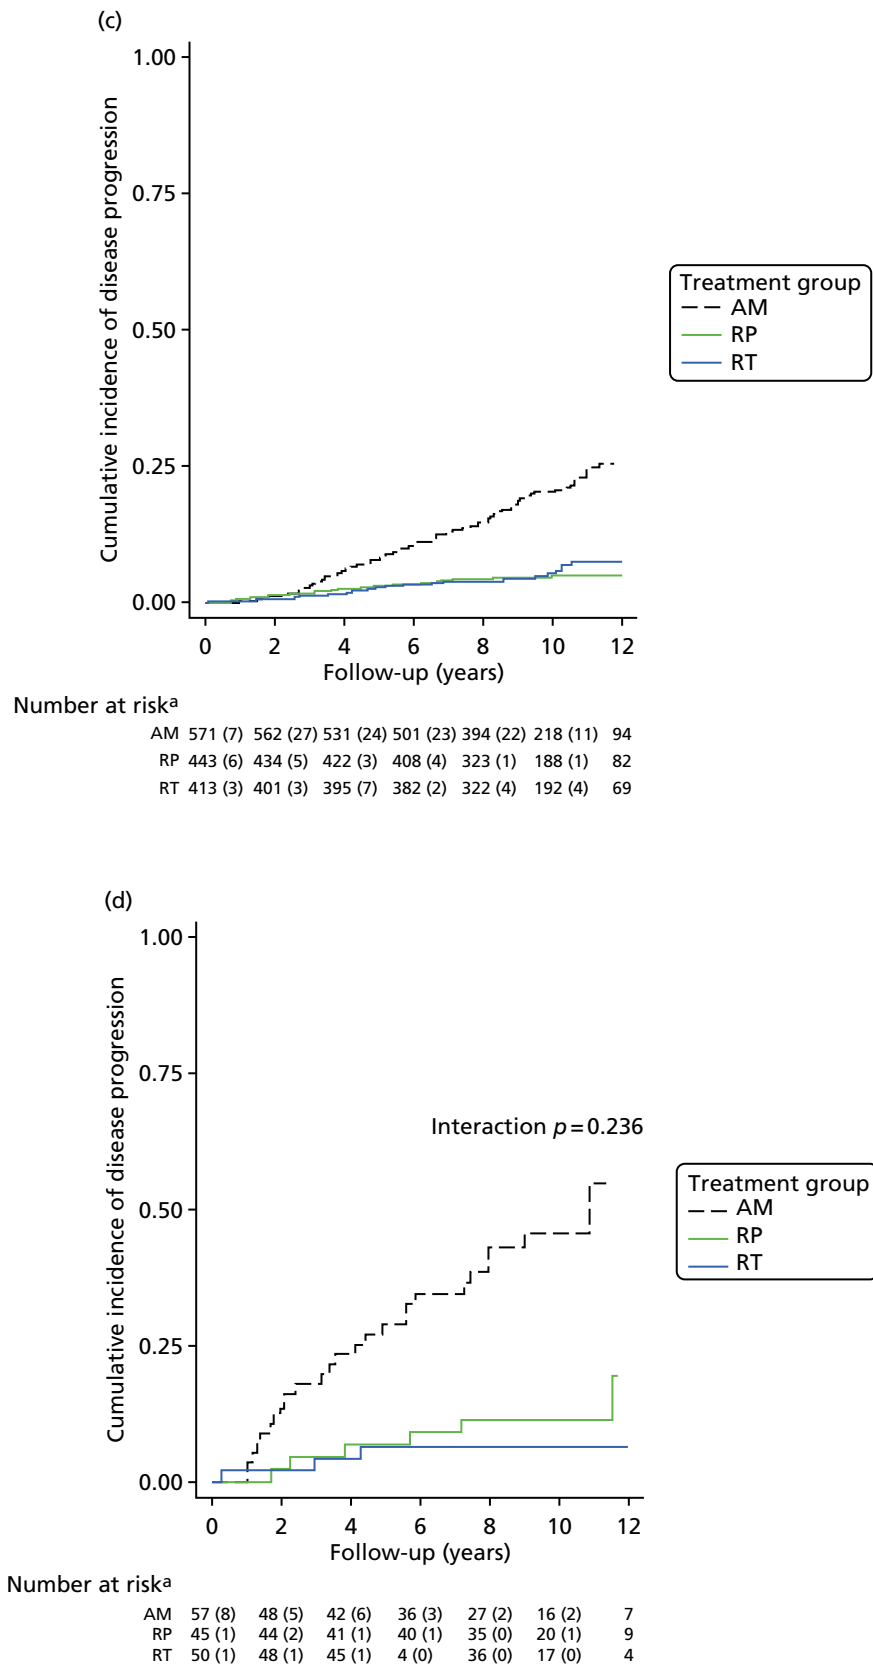 (c)
1.00
0.75
0.50
0.25
0.00
Cumulative incidence of disease progression
0 2 4 6 8 10 12
Follow-up (years)
Treatment group
AM
RP
RT
Number at riskᵃ
AM 571 (7) 562 (27) 531 (24) 501 (23) 394 (22) 218 (11) 94
RP 443 (6) 434 (5) 422 (3) 408 (4) 323 (1) 188 (1) 82
RT 413 (3) 401 (3) 395 (7) 382 (2) 322 (4) 192 (4) 69
(d)
1.00
0.75
0.50
0.25
0.00
Cumulative incidence of disease progression
Interaction p=0.236
0 2 4 6 8 10 12
Follow-up (years)
Treatment group
AM
RP
RT
Number at riskᵃ
AM 57 (8) 48 (5) 42 (6) 36 (3) 27 (2) 16 (2) 7
RP 45 (1) 44 (2) 41 (1) 40 (1) 35 (0) 20 (1) 9
RT 50 (1) 48 (1) 45 (1) 4 (0) 36 (0) 17 (0) 4